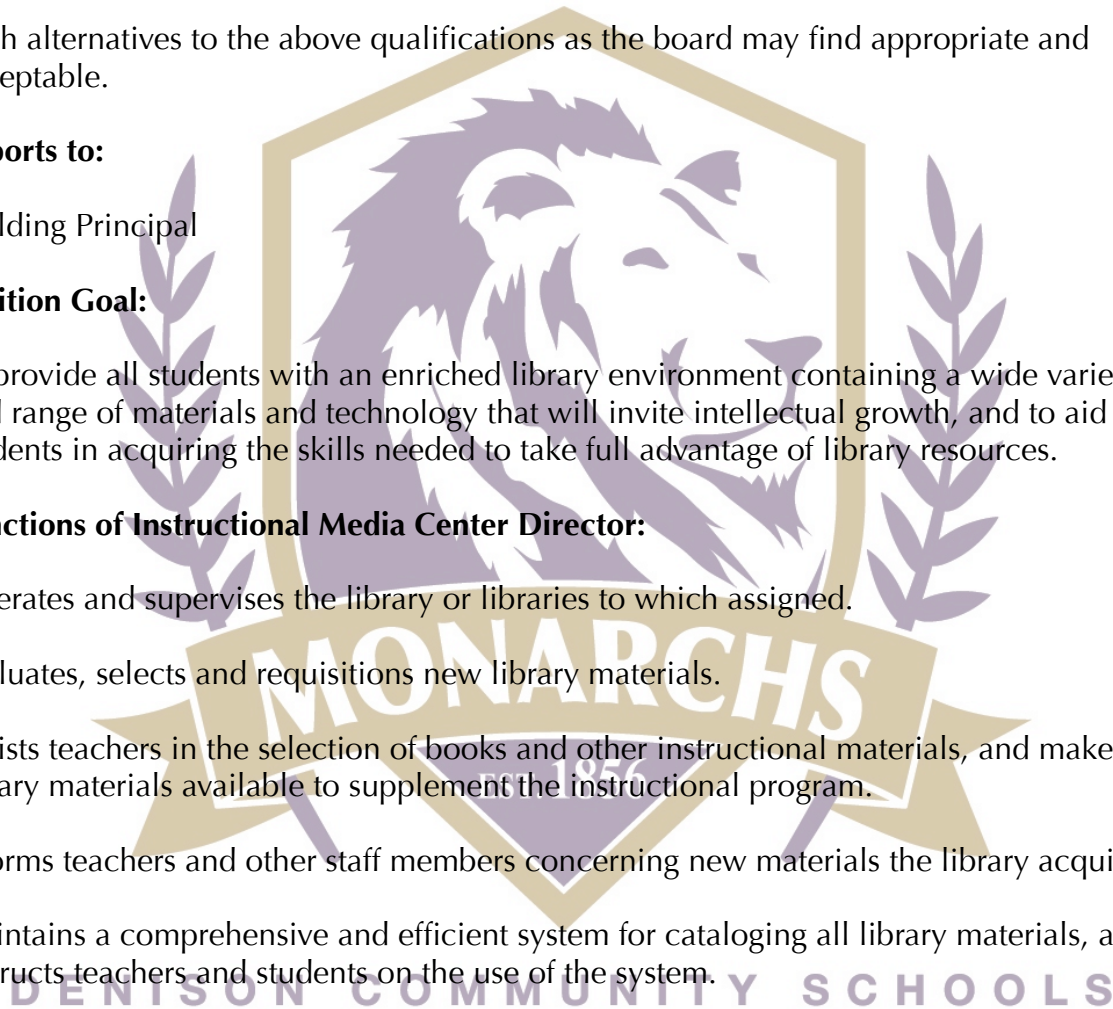 h alternatives to the above qualifications as the board may find appropriate and
eptable.
ports to:
lding Principal
ition Goal:
provide all students with an enriched library environment containing a wide varie
d range of materials and technology that will invite intellectual growth, and to aid
dents in acquiring the skills needed to take full advantage of library resources.
nctions of Instructional Media Center Director:
erates and supervises the library or libraries to which assigned.
luates, selects and requisitions new library materials.
MONARCHS
ists teachers in the selection of books and other instructional materials, and make
rary materials available to supplement the instructional program.
EST. 1856
orms teachers and other staff members concerning new materials the library acqui
intains a comprehensive and efficient system for cataloging all library materials, a
tructs teachers and students on the use of the system.
DENISON COMMUNITY SCHOOLS